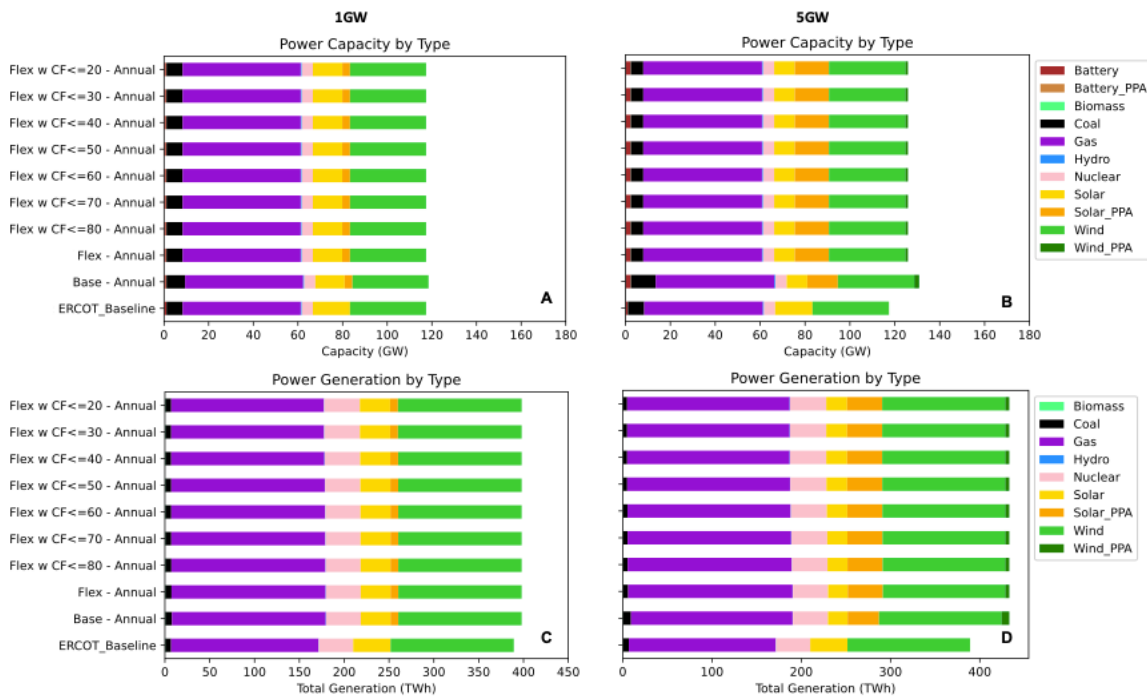 1GW
5GW
Power Capacity by Type
Flex w CF<=20 - Annual
Flex w CF<=30 - Annual
Flex w CF<=40 - Annual
Flex w CF<=50 - Annual
Flex w CF<=60 - Annual
Flex w CF<=70 - Annual
Flex w CF<=80 - Annual
Flex - Annual
Base - Annual
ERCOT_Baseline
A
0 20 40 60 80 100 120 140 160 180
Capacity (GW)
Power Capacity by Type
B
0 20 40 60 80 100 120 140 160 180
Capacity (GW)
Battery
Battery_PPA
Biomass
Coal
Gas
Hydro
Nuclear
Solar
Solar_PPA
Wind
Wind_PPA
Power Generation by Type
Flex w CF<=20 - Annual
Flex w CF<=30 - Annual
Flex w CF<=40 - Annual
Flex w CF<=50 - Annual
Flex w CF<=60 - Annual
Flex w CF<=70 - Annual
Flex w CF<=80 - Annual
Flex - Annual
Base - Annual
ERCOT_Baseline
C
0 50 100 150 200 250 300 350 400 450
Total Generation (TWh)
Power Generation by Type
D
0 100 200 300 400
Total Generation (TWh)
Biomass
Coal
Gas
Hydro
Nuclear
Solar
Solar_PPA
Wind
Wind_PPA